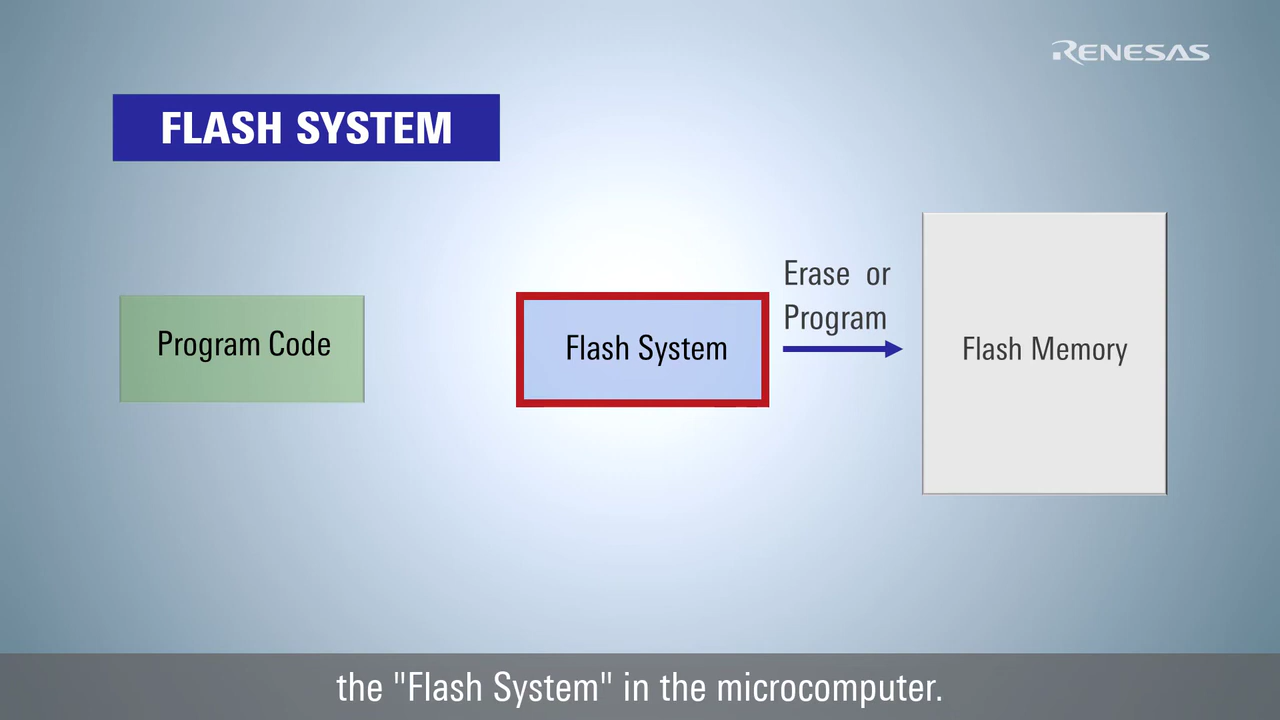 RENESAS
FLASH SYSTEM
Program Code
Flash System
Erase or
Program
Flash Memory
the "Flash System" in the microcomputer.